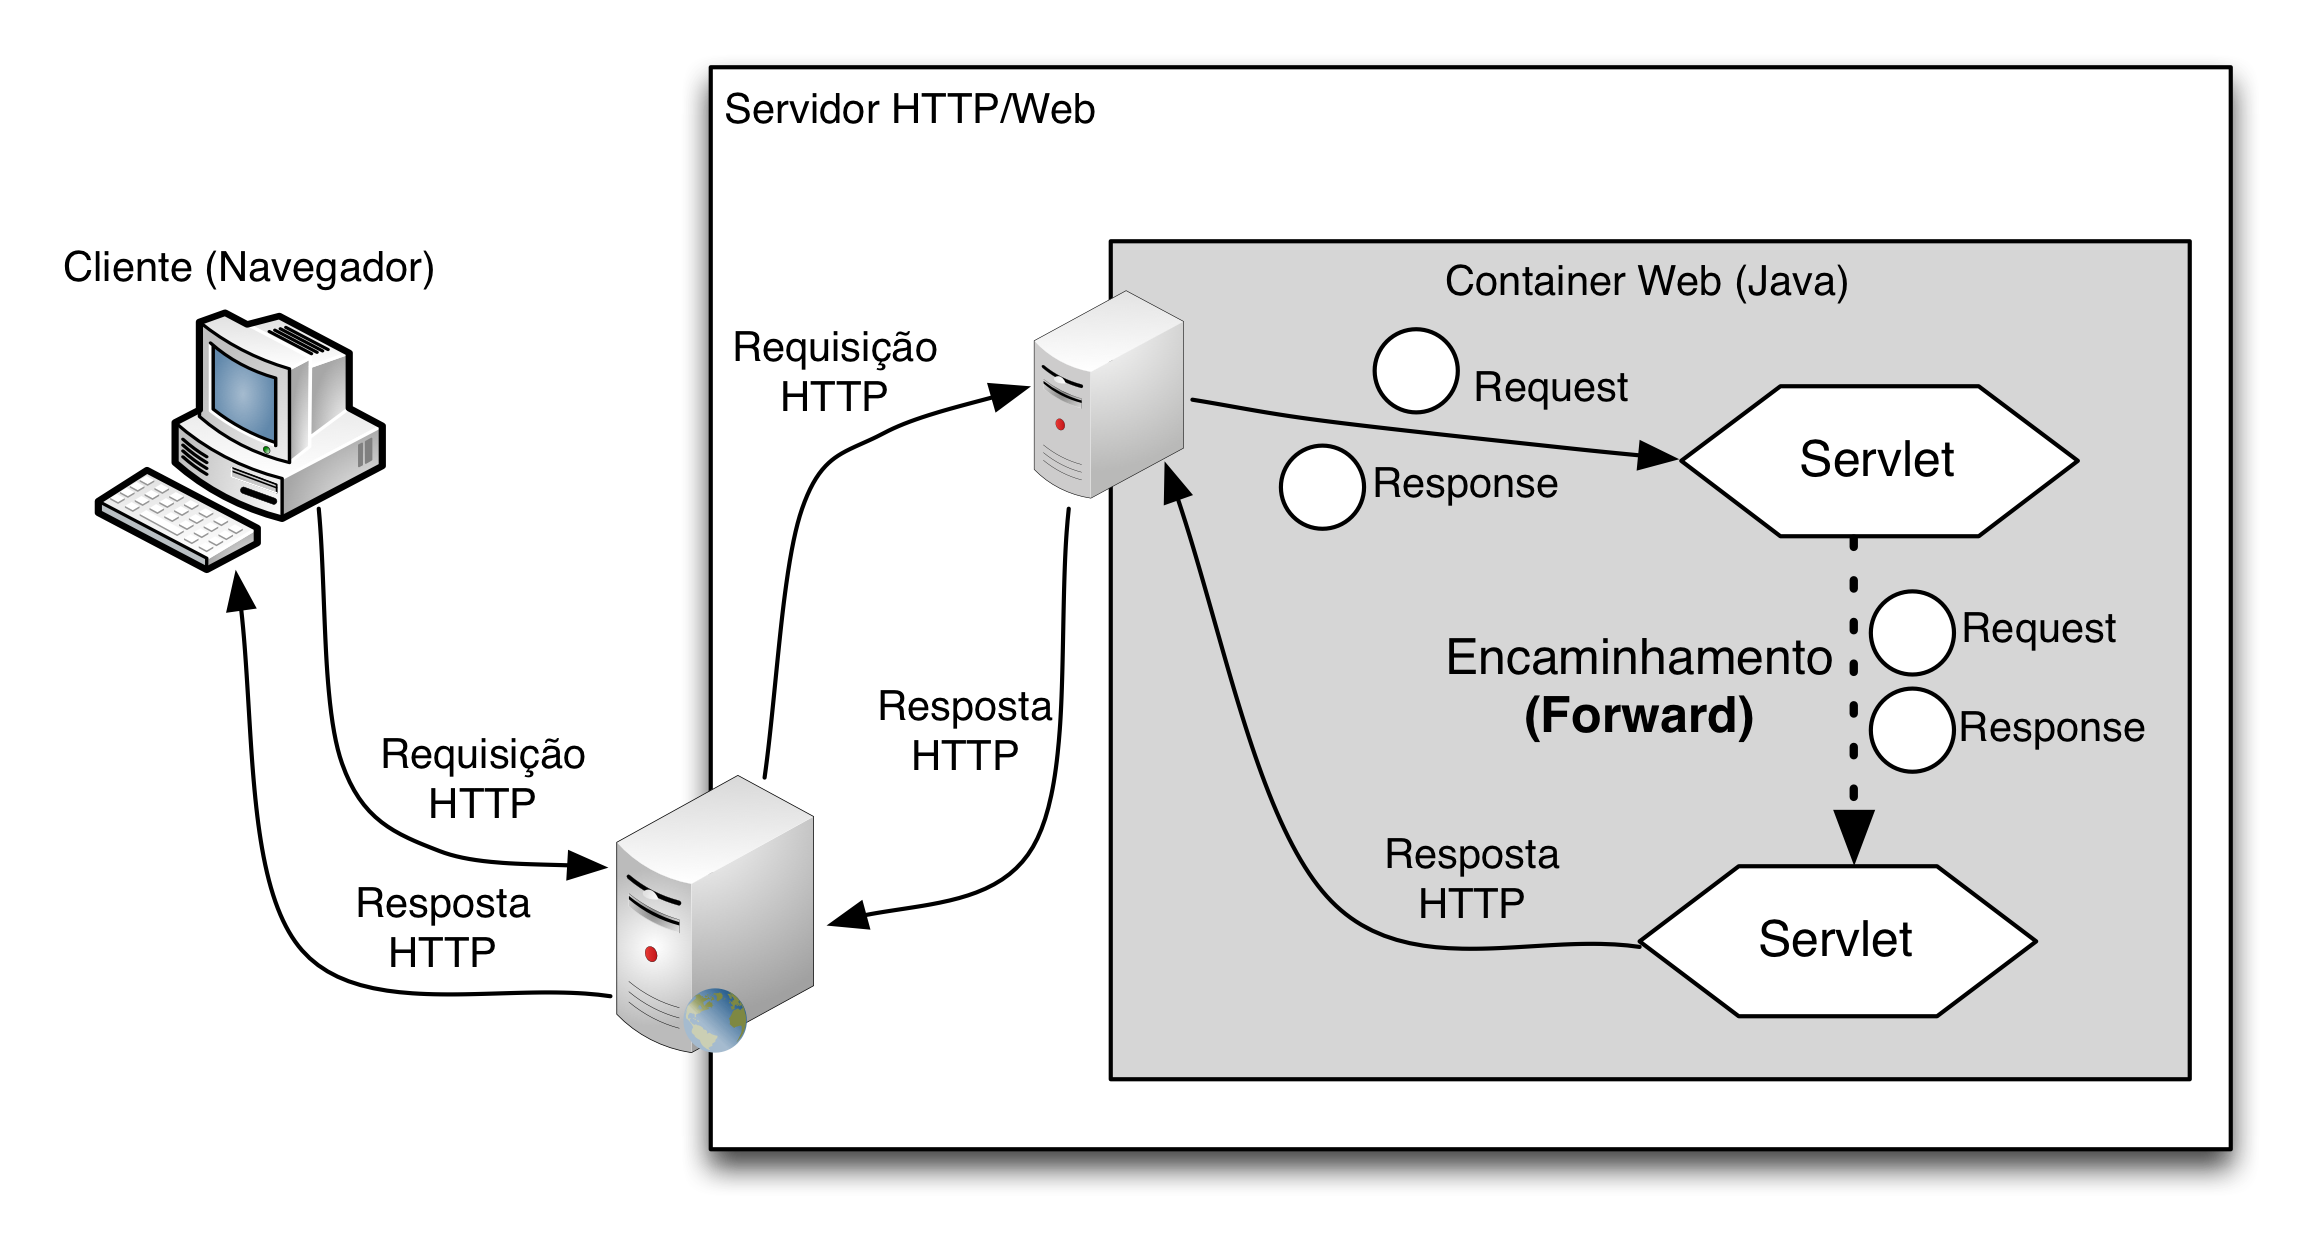 Servidor HTTP/Web
Cliente (Navegador)
Container Web (Java)
Requisição
HTTP
Request
Response
Servlet
Encaminhamento
(Forward)
Request
Response
Resposta
HTTP
Requisição
HTTP
Resposta
HTTP
Resposta
HTTP
Servlet